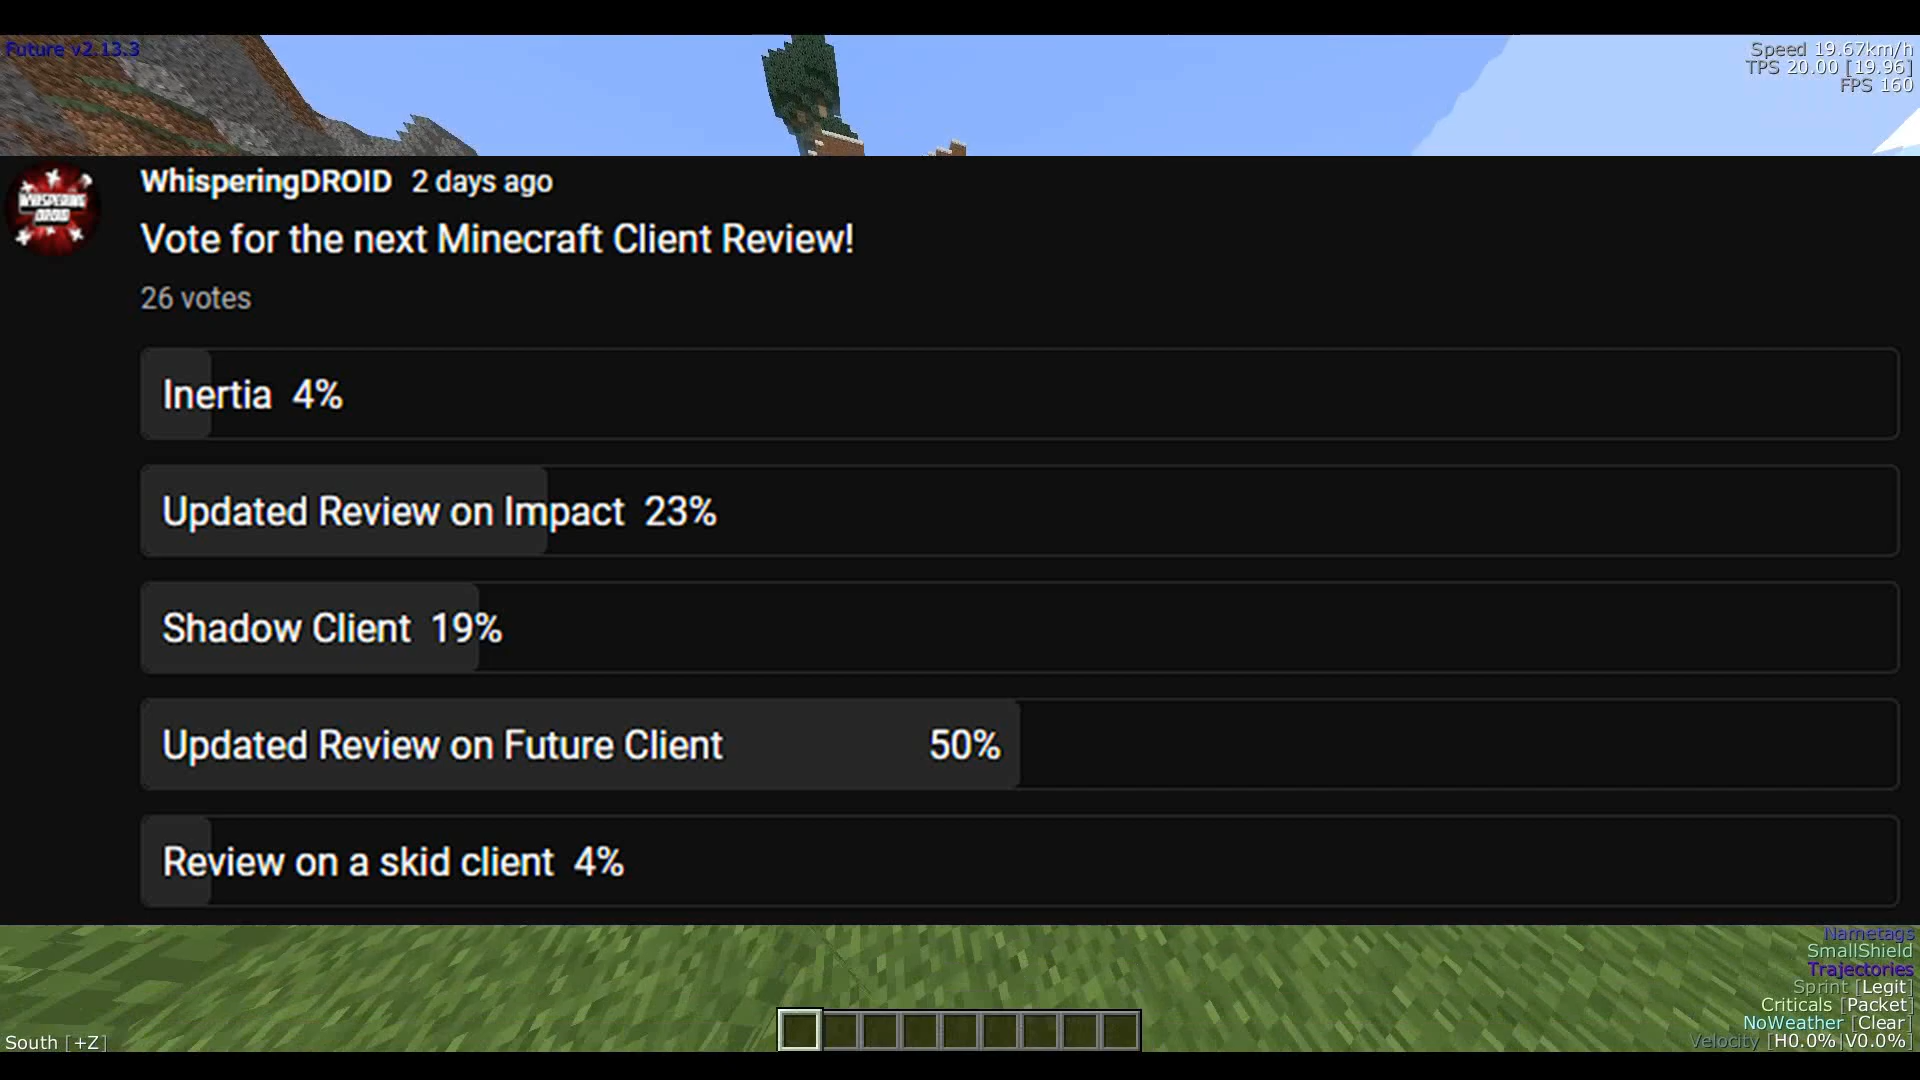 Future v2.13.3
Speed 19.67km/h
TPS 20.00 [19.96]
FPS 160
WHISPERING
DROID
WhisperingDROID 2 days ago
Vote for the next Minecraft Client Review!
26 votes
Inertia 4%
Updated Review on Impact 23%
Shadow Client 19%
Updated Review on Future Client 50%
Review on a skid client 4%
Nametags
SmallShield
Trajectories
Sprint [Legit]
Criticals [Packet]
NoWeather [Clear]
Velocity [H0.0%|V0.0%]
South [+Z]